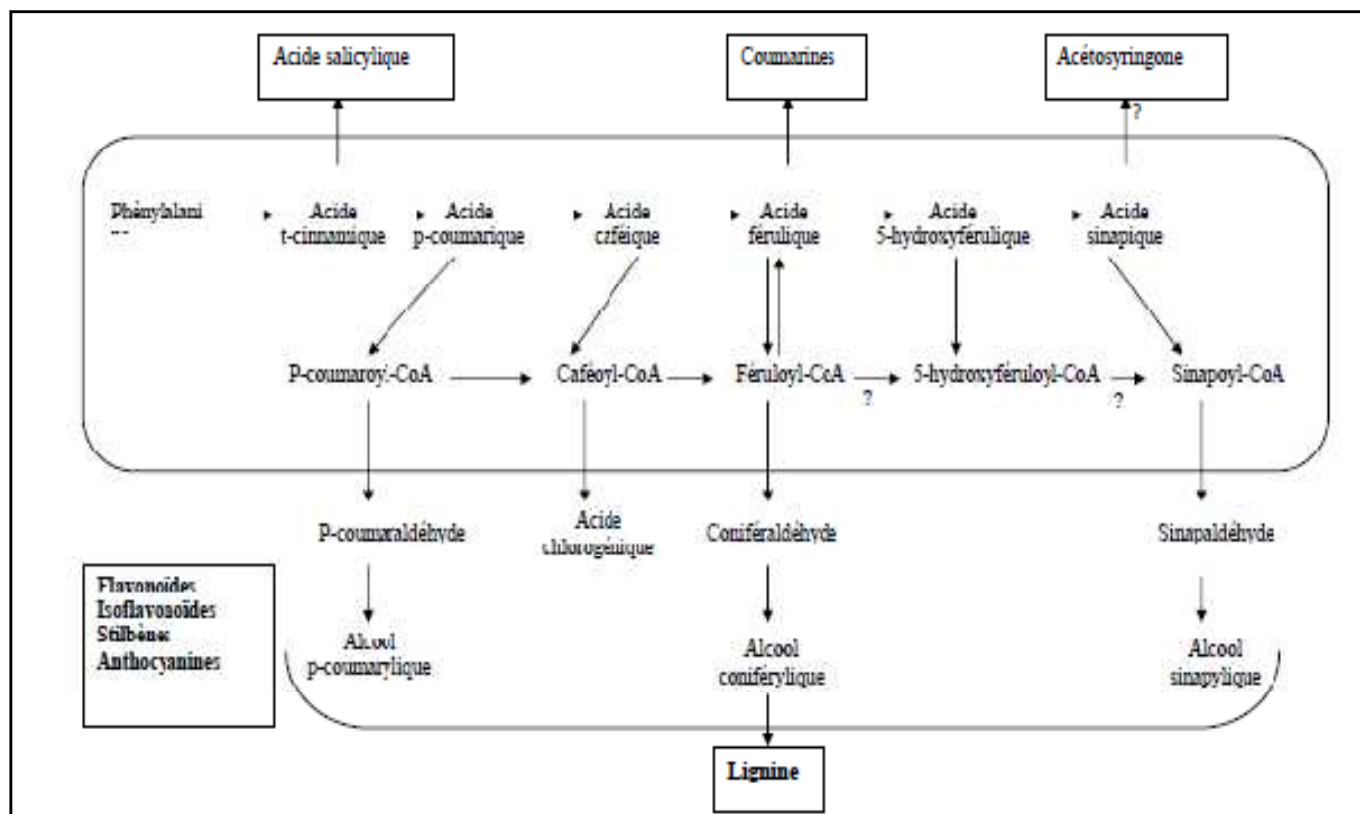 Acide salicylique
Coumarines
Acétosyringone
?
Phénylalani
Acide
t-cinnamique
Acide
p-coumarique
Acide
caféique
Acide
férulique
Acide
5-hydroxyférulique
Acide
sinapique
P-coumaroyl-CoA
Caféoyl-CoA
Féruloyl-CoA
?
5-hydroxyféruloyl-CoA
?
Sinapoyl-CoA
P-coumaraldéhyde
Acide
chlorogénique
Coniféraldéhyde
Sinapaldéhyde
Flavonoïdes
Isoflavonoïdes
Stilbènes
Anthocyanines
Alcool
p-coumarylique
Alcool
coniférylique
Alcool
sinapylique
Lignine